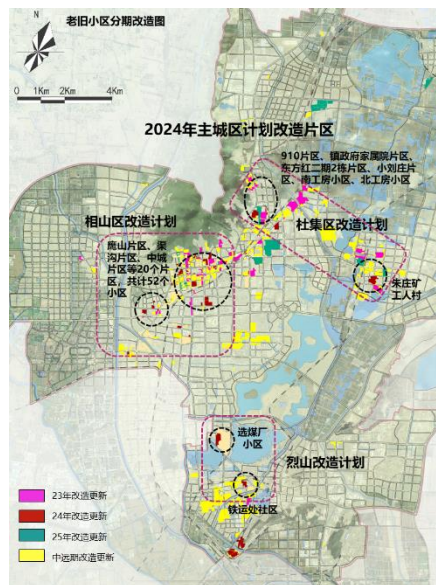 老旧小区分期改造图
N
0 1Km 2Km 4Km
2024年主城区计划改造片区
910片区、镇政府家属院片区、
东方红二期2栋片区、小刘庄片
区、南工房小区、北工房小区
相山区改造计划
杜集区改造计划
庞山片区、渠
沟片区、中城
片区等20个片
区，共计52个
小区
朱庄矿
工人村
选煤厂
小区
烈山改造计划
铁运处社区
23年改造更新
24年改造更新
25年改造更新
中远期改造更新